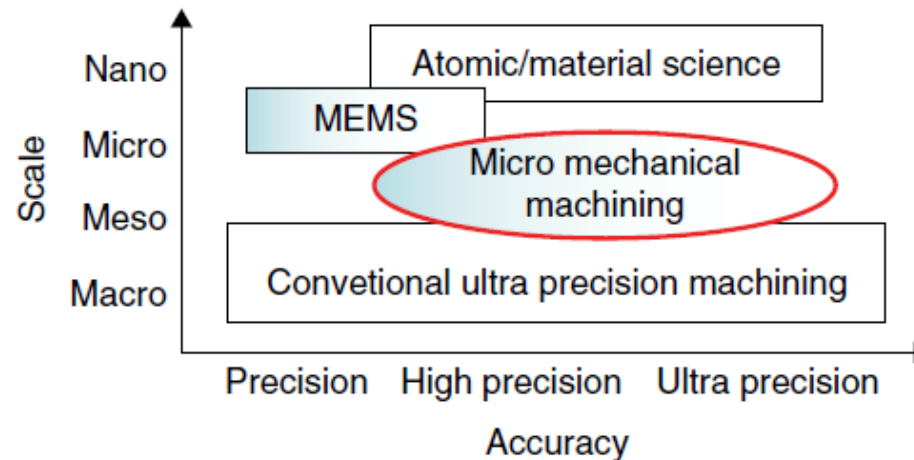 Nano
Atomic/material science
MEMS
Micro
Micro mechanical
machining
Scale
Meso
Convetional ultra precision machining
Macro
Precision High precision Ultra precision
Accuracy